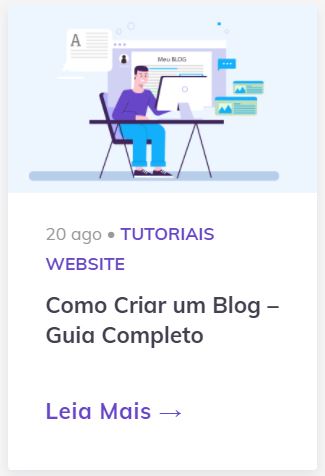 A
Meu BLOG
20 ago • TUTORIAIS
WEBSITE
Como Criar um Blog –
Guia Completo
Leia Mais →